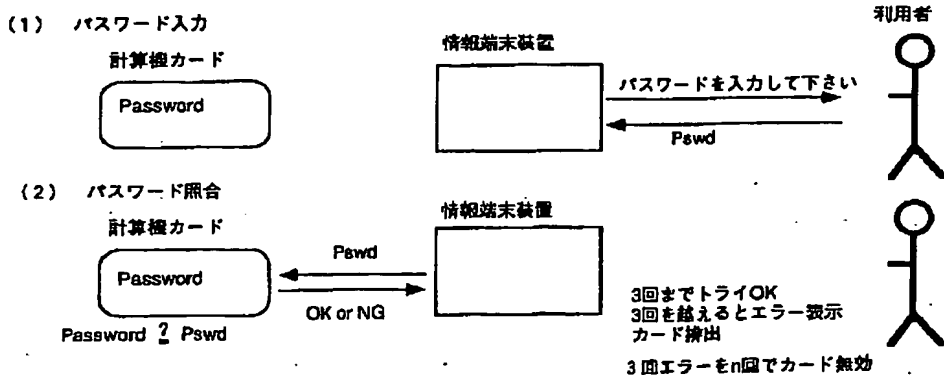 (1) パスワード入力
利用者
計算機カード
情報端末装置
Password
パスワードを入力して下さい
Pswd
(2) パスワード照合
計算機カード
情報端末装置
Password
Pswd
OK or NG
Password ? Pswd
3回までトライOK
3回を越えるとエラー表示
カード排出
3回エラーをn回でカード無効